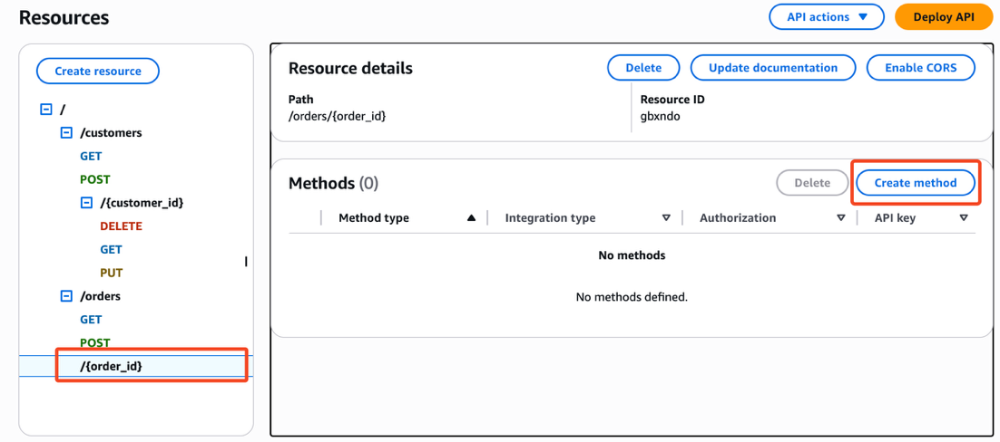 Resources
API actions
Deploy API
Create resource
/
/customers
GET
POST
/{customer_id}
DELETE
GET
PUT
/orders
GET
POST
/{order_id}
Resource details
Delete
Update documentation
Enable CORS
Path
/orders/{order_id}
Resource ID
gbxndo
Methods (0)
Delete
Create method
Method type
Integration type
Authorization
API key
No methods
No methods defined.